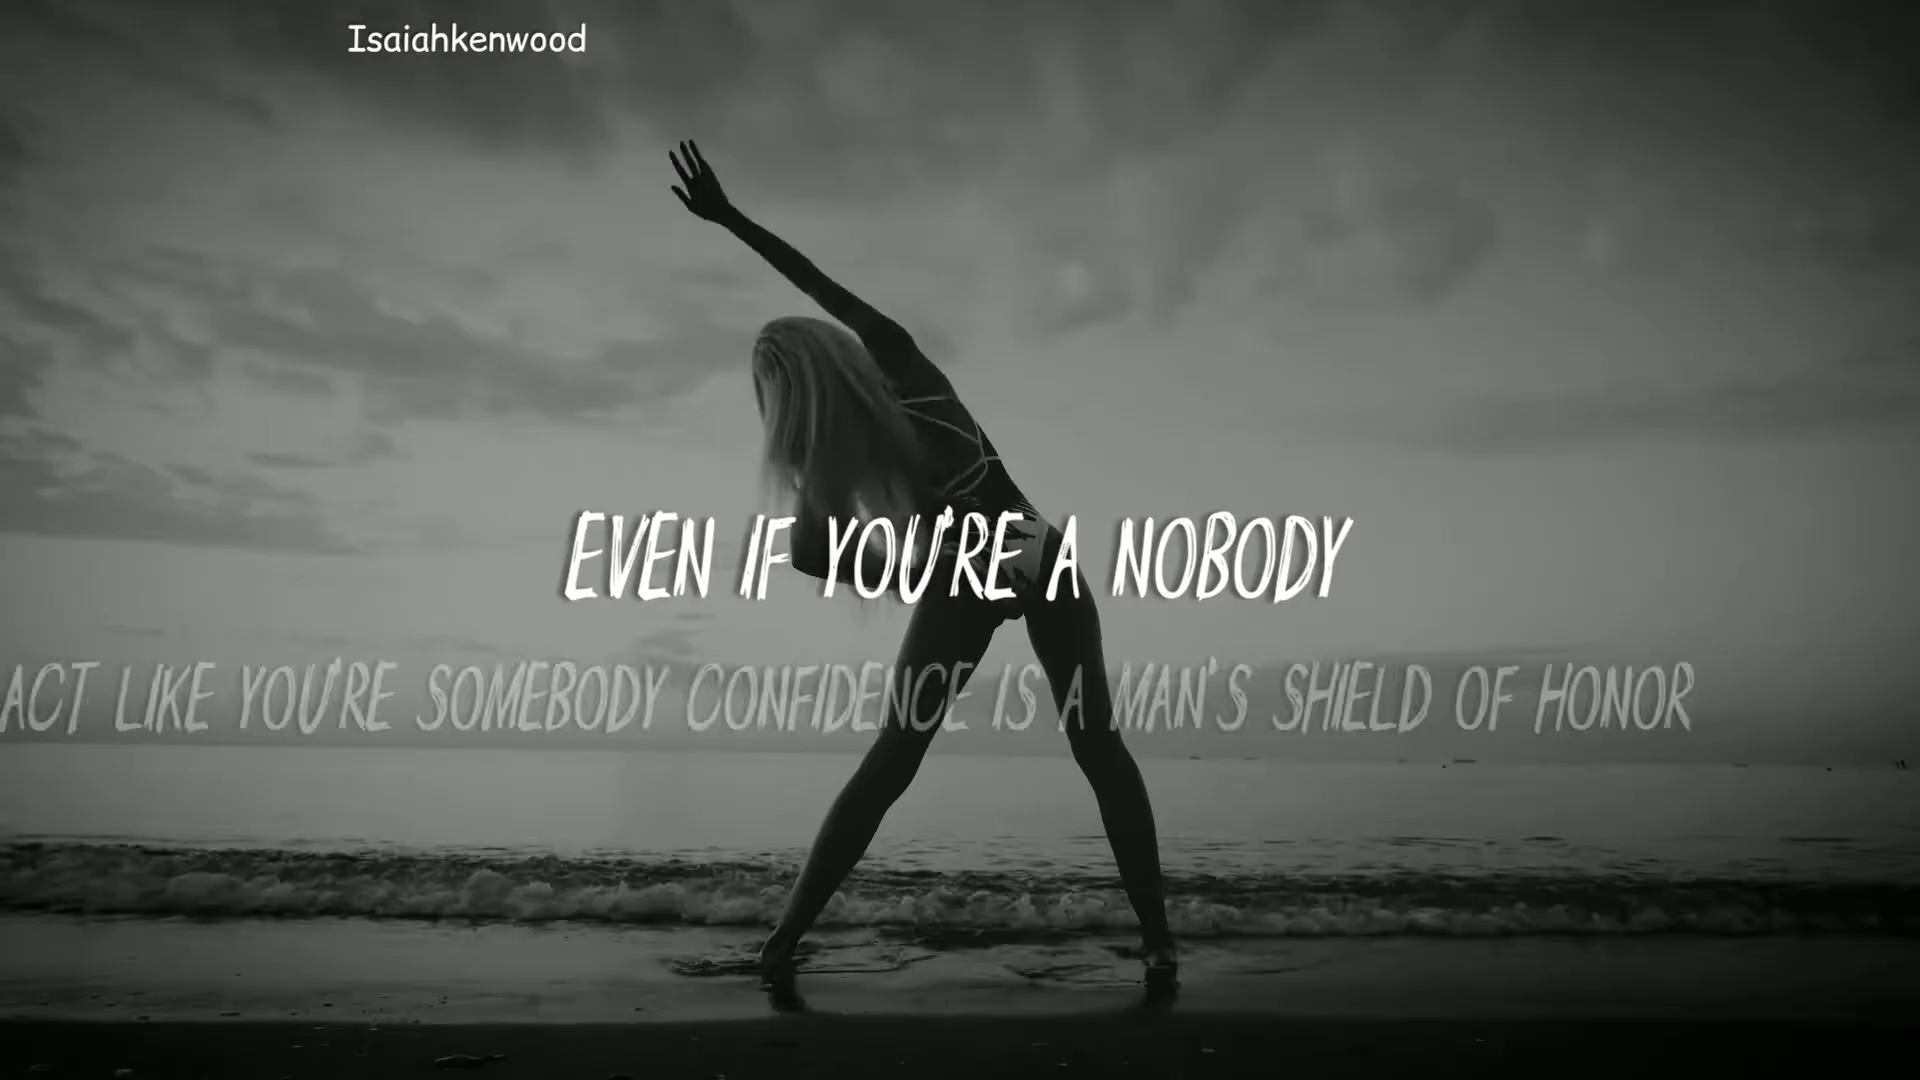 Isaiahkenwood
EVEN IF YOU'RE A NOBODY
ACT LIKE YOU'RE SOMEBODY CONFIDENCE IS A MAN'S SHIELD OF HONOR